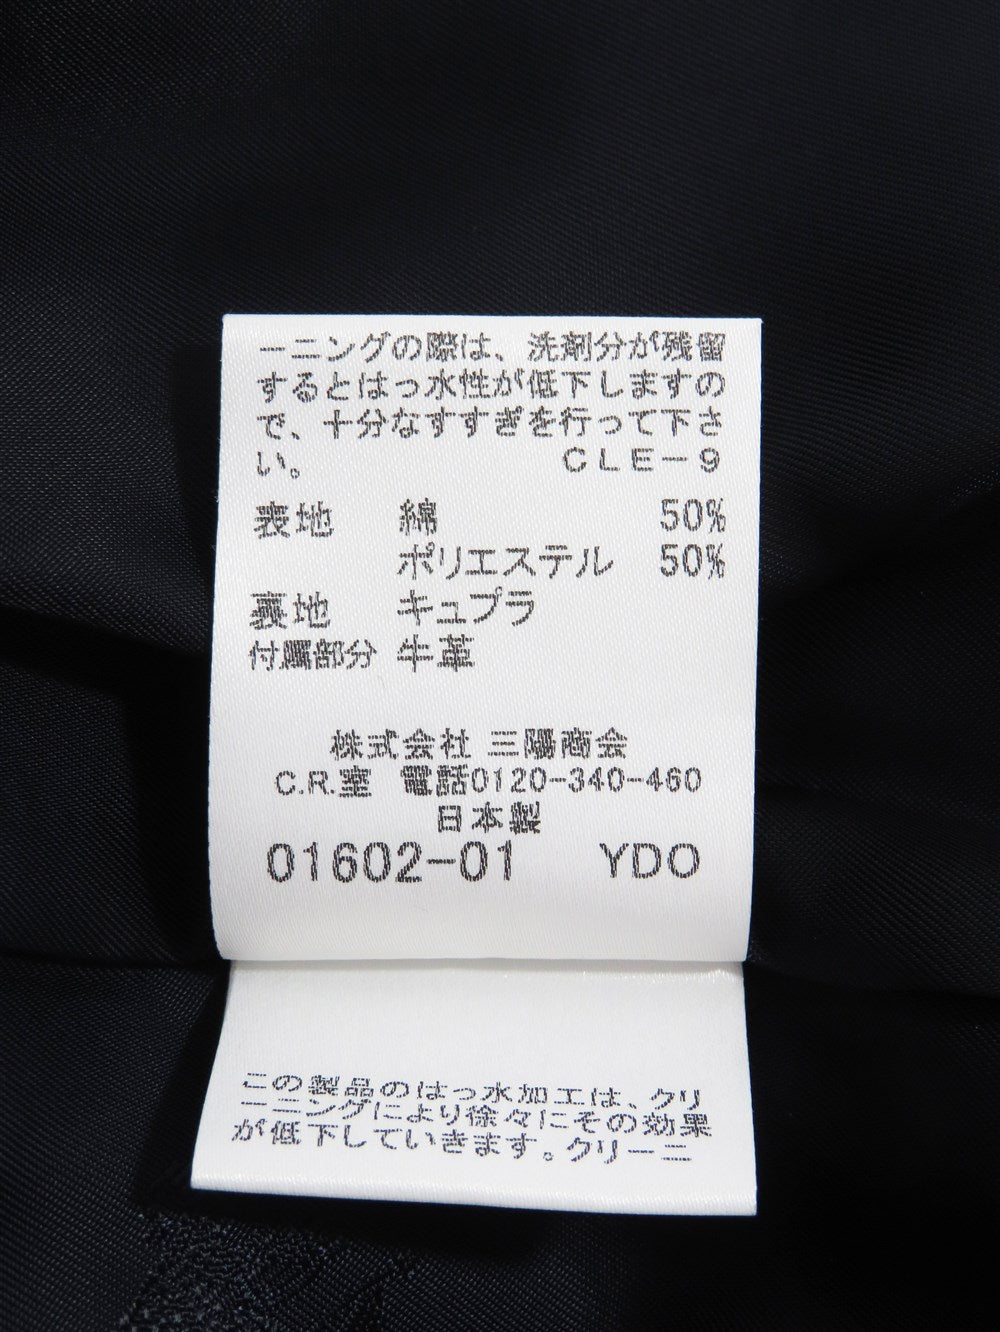 ーニングの際は、洗剤分が残留
するとはっ水性が低下しますの
で、十分なすすぎを行って下さ
い。 CLE-9
表地 綿 50%
ポリエステル 50%
裏地 キュプラ
付属部分 牛革
株式会社 三陽商会
C.R.室 電話0120-340-460
日本製
01602-01 YDO
この製品のはっ水加工は、クリ
ーニングにより徐々にその効果
が低下していきます。クリーニ